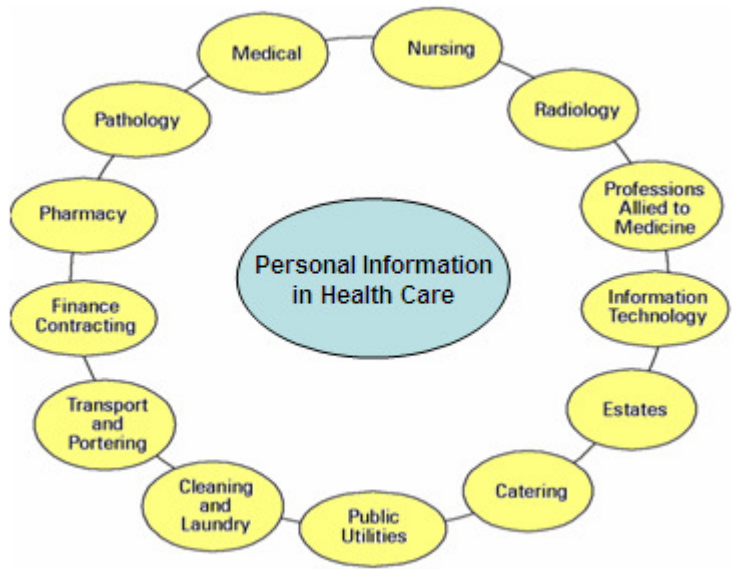 Medical
Nursing
Radiology
Professions
Allied to
Medicine
Information
Technology
Estates
Catering
Public
Utilities
Cleaning
and
Laundry
Transport
and
Portering
Finance
Contracting
Pharmacy
Pathology
Personal Information
in Health Care